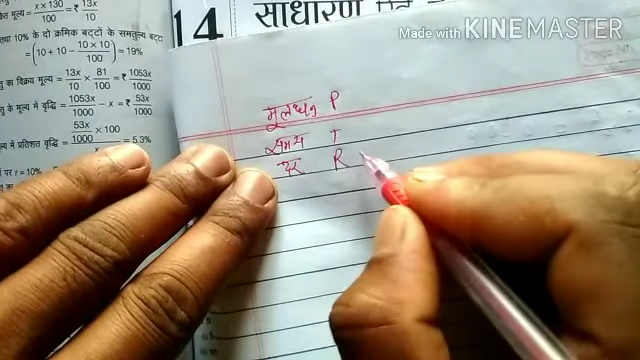 मूल्य = x × 130 / 100 = ₹ 13x / 10
तथा 10% के दो क्रमिक बट्टों के समतुल्य बट्टा
= (10 + 10 − 10 × 10 / 100) = 19%
का विक्रय मूल्य = 13x / 10 × 81 / 100 = ₹ 1053x / 1000
के मूल्य में वृद्धि = 1053x / 1000 − x = ₹ 53x / 1000
में प्रतिशत वृद्धि = 53x / 1000 × 100 / x = 5.3%
r = 10%
14
साधारण
Made with KINEMASTER
मूलधन P
समय T
दर R